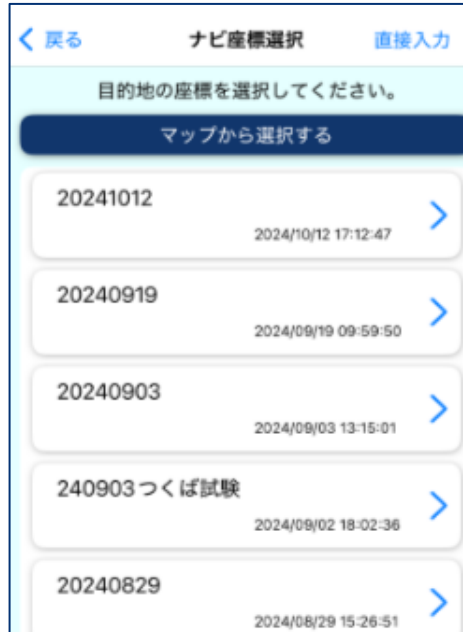 戻る ナビ座標選択 直接入力
目的地の座標を選択してください。
マップから選択する
20241012
2024/10/12 17:12:47
20240919
2024/09/19 09:59:50
20240903
2024/09/03 13:15:01
240903つくば試験
2024/09/02 18:02:36
20240829
2024/08/29 15:26:51